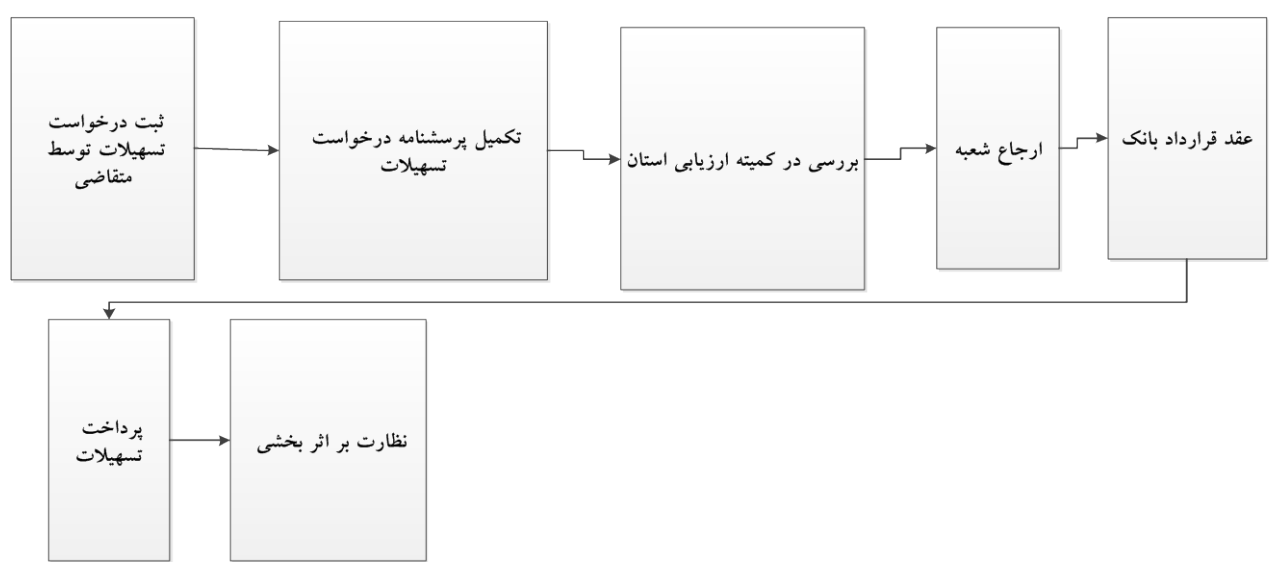 ثبت درخواست
تسهیلات توسط
متقاضی
تکمیل پرسشنامه درخواست
تسهیلات
بررسی در کمیته ارزیابی استان
ارجاع شعبه
عقد قرارداد بانک
پرداخت
تسهیلات
نظارت بر اثر بخشی